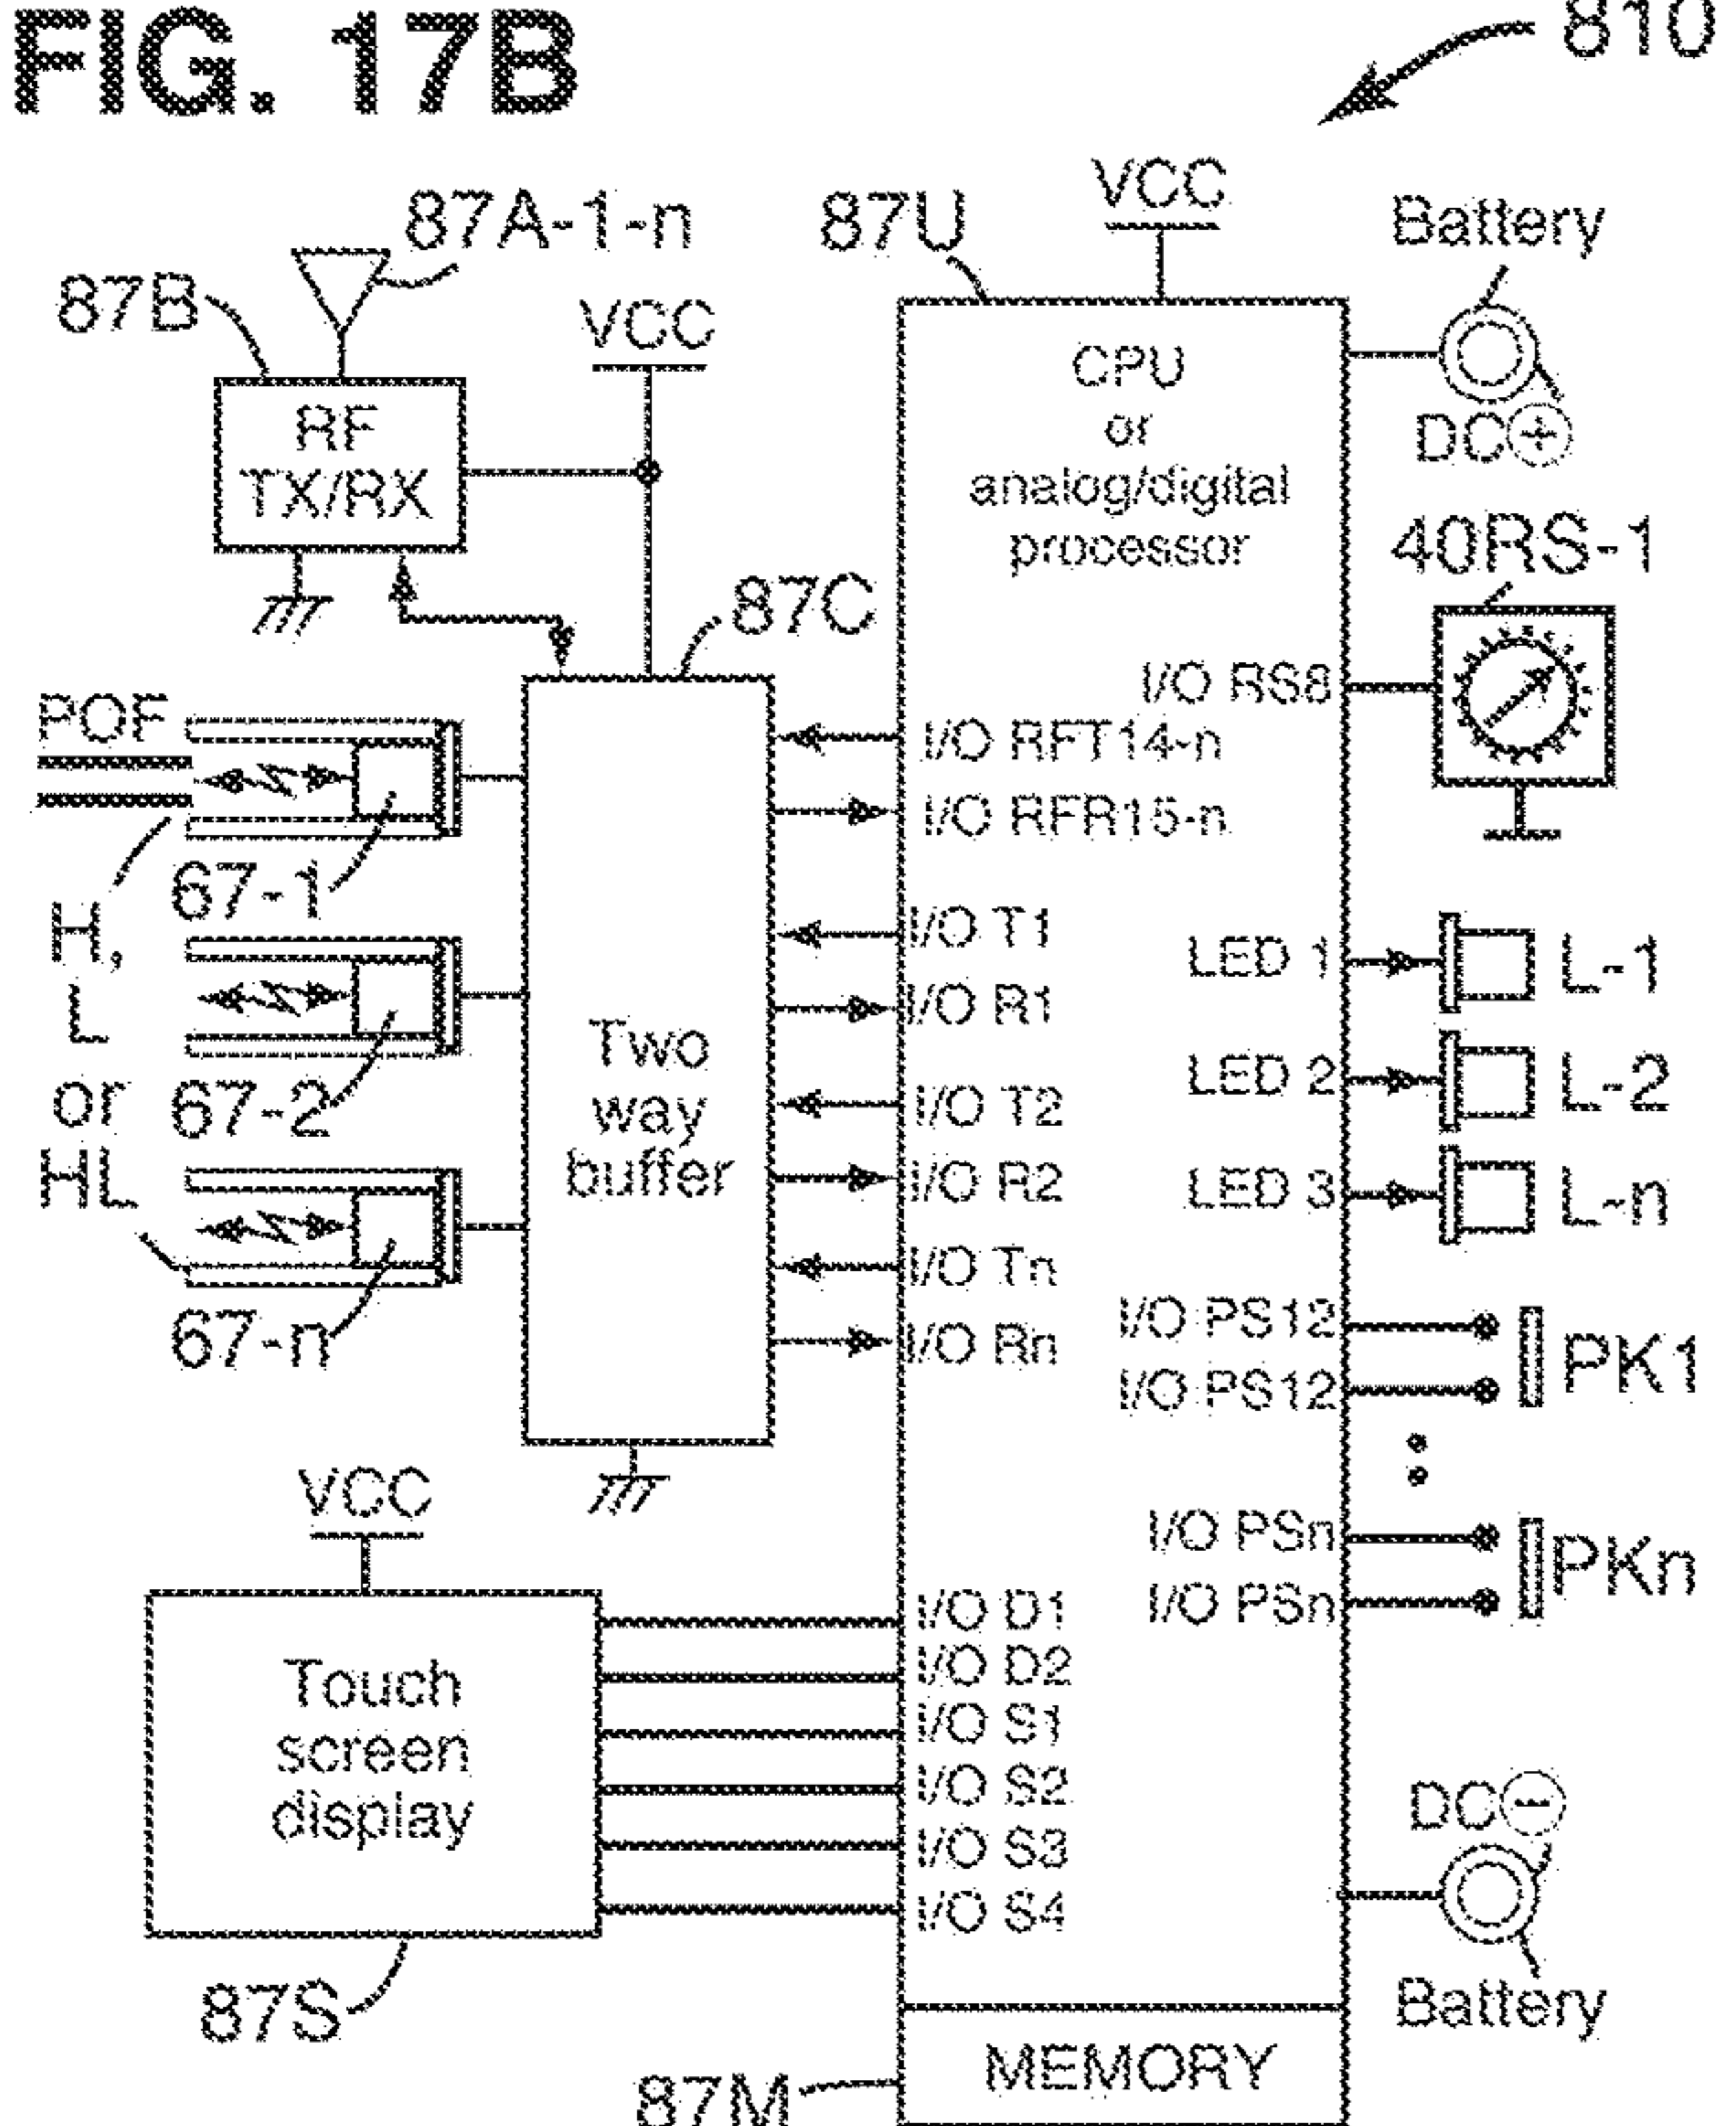 FIG. 17B
810
87A-1-n
87B
VCC
RF
TX/RX
87U
VCC
Battery
DC+
CPU
or
analog/digital
processor
40RS-1
87C
I/O RS8
POF
67-1
H,
L
or
HL
67-2
67-n
Two
way
buffer
I/O RFT14-n
I/O RFR15-n
I/O T1
I/O R1
I/O T2
I/O R2
I/O Tn
I/O Rn
LED 1
L-1
LED 2
L-2
LED 3
L-n
I/O PS12
I/O PS12
PK1
I/O PSn
I/O PSn
PKn
VCC
Touch
screen
display
87S
I/O D1
I/O D2
I/O S1
I/O S2
I/O S3
I/O S4
DC−
Battery
MEMORY
87M